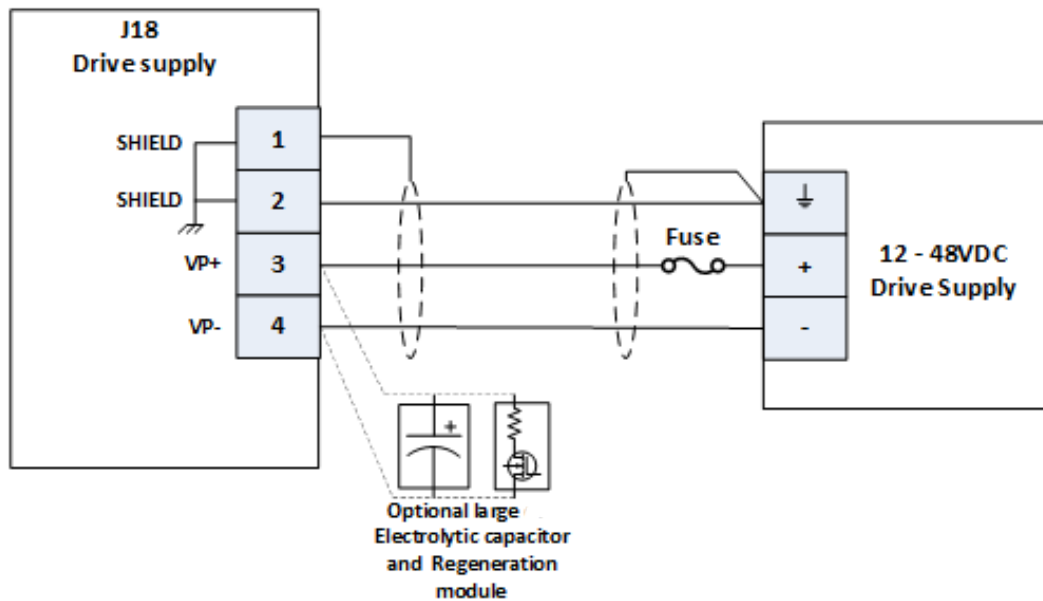 J18
Drive supply
SHIELD
1
SHIELD
2
VP+
3
VP-
4
Fuse
+
-
12 - 48VDC
Drive Supply
+
Optional large
Electrolytic capacitor
and Regeneration
module